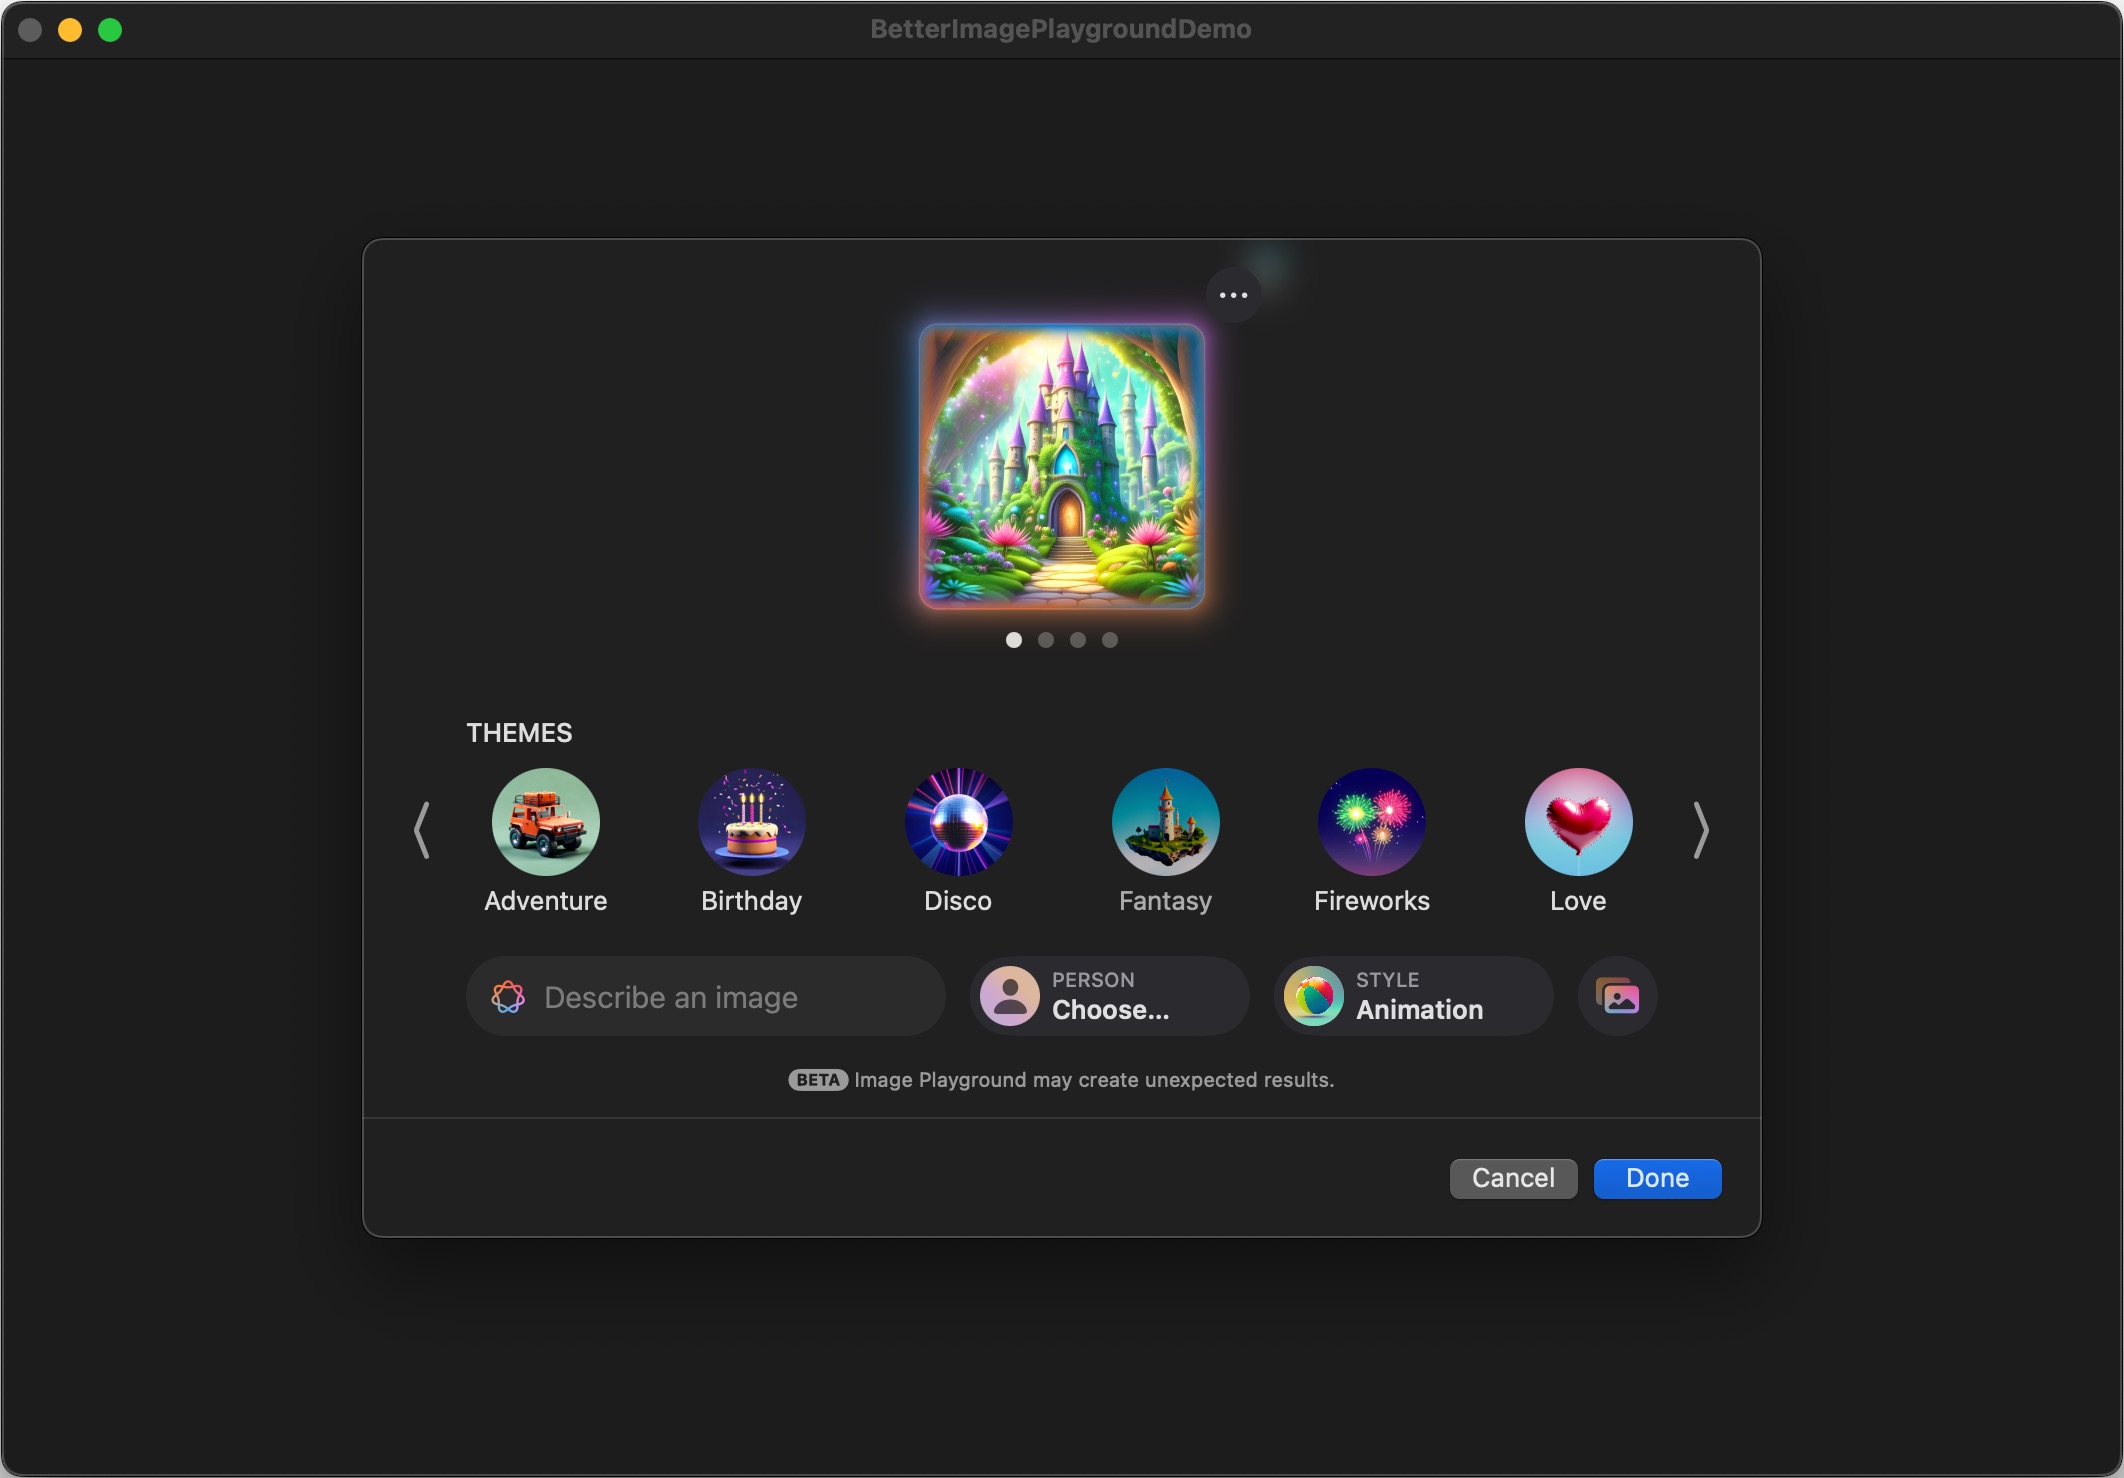 BetterImagePlaygroundDemo
THEMES
Adventure
Birthday
Disco
Fantasy
Fireworks
Love
Describe an image
PERSON
Choose...
STYLE
Animation
BETA Image Playground may create unexpected results.
Cancel
Done